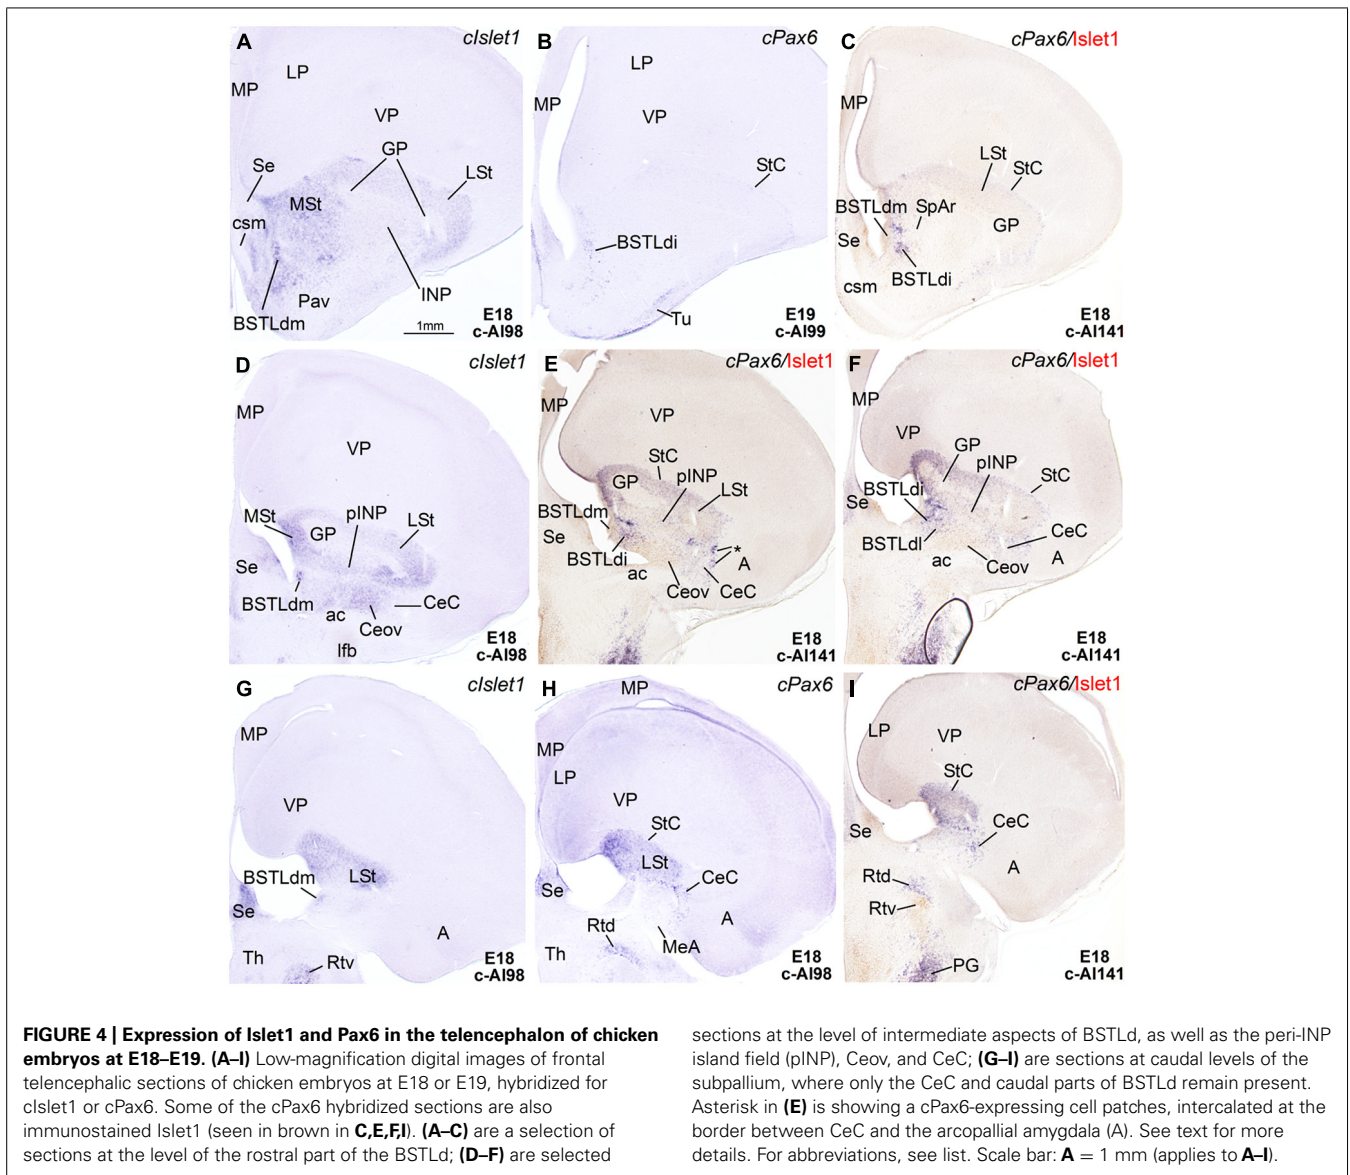 A
cIslet1
LP
MP
VP
GP
Se
LSt
MSt
csm
Pav
INP
BSTLdm
1mm
E18
c-AI98
B
cPax6
LP
MP
VP
StC
BSTLdi
Tu
E19
c-AI99
C
cPax6/Islet1
MP
LSt
StC
BSTLdm
SpAr
GP
Se
BSTLdi
csm
E18
c-AI141
D
cIslet1
MP
VP
MSt
pINP
GP
LSt
Se
BSTLdm
CeC
ac
Ceov
lfb
E18
c-AI98
E
cPax6/Islet1
MP
VP
StC
pINP
GP
LSt
BSTLdm
Se
*
BSTLdi
A
ac
Ceov
CeC
E18
c-AI141
F
cPax6/Islet1
MP
VP
GP
pINP
StC
BSTLdi
Se
CeC
BSTLdl
ac
Ceov
A
E18
c-AI141
G
cIslet1
MP
VP
BSTLdm
LSt
Se
A
Th
Rtv
E18
c-AI98
H
cPax6
MP
MP
LP
VP
StC
LSt
CeC
Se
A
Rtd
MeA
Th
E18
c-AI98
I
cPax6/Islet1
LP
VP
StC
CeC
Se
A
Rtd
Rtv
PG
E18
c-AI141
FIGURE 4 | Expression of Islet1 and Pax6 in the telencephalon of chicken
embryos at E18–E19. (A–I) Low-magnification digital images of frontal
telencephalic sections of chicken embryos at E18 or E19, hybridized for
cIslet1 or cPax6. Some of the cPax6 hybridized sections are also
immunostained Islet1 (seen in brown in C,E,F,I). (A–C) are a selection of
sections at the level of the rostral part of the BSTLd; (D–F) are selected
sections at the level of intermediate aspects of BSTLd, as well as the peri-INP
island field (pINP), Ceov, and CeC; (G–I) are sections at caudal levels of the
subpallium, where only the CeC and caudal parts of BSTLd remain present.
Asterisk in (E) is showing a cPax6-expressing cell patches, intercalated at the
border between CeC and the arcopallial amygdala (A). See text for more
details. For abbreviations, see list. Scale bar: A = 1 mm (applies to A–I).